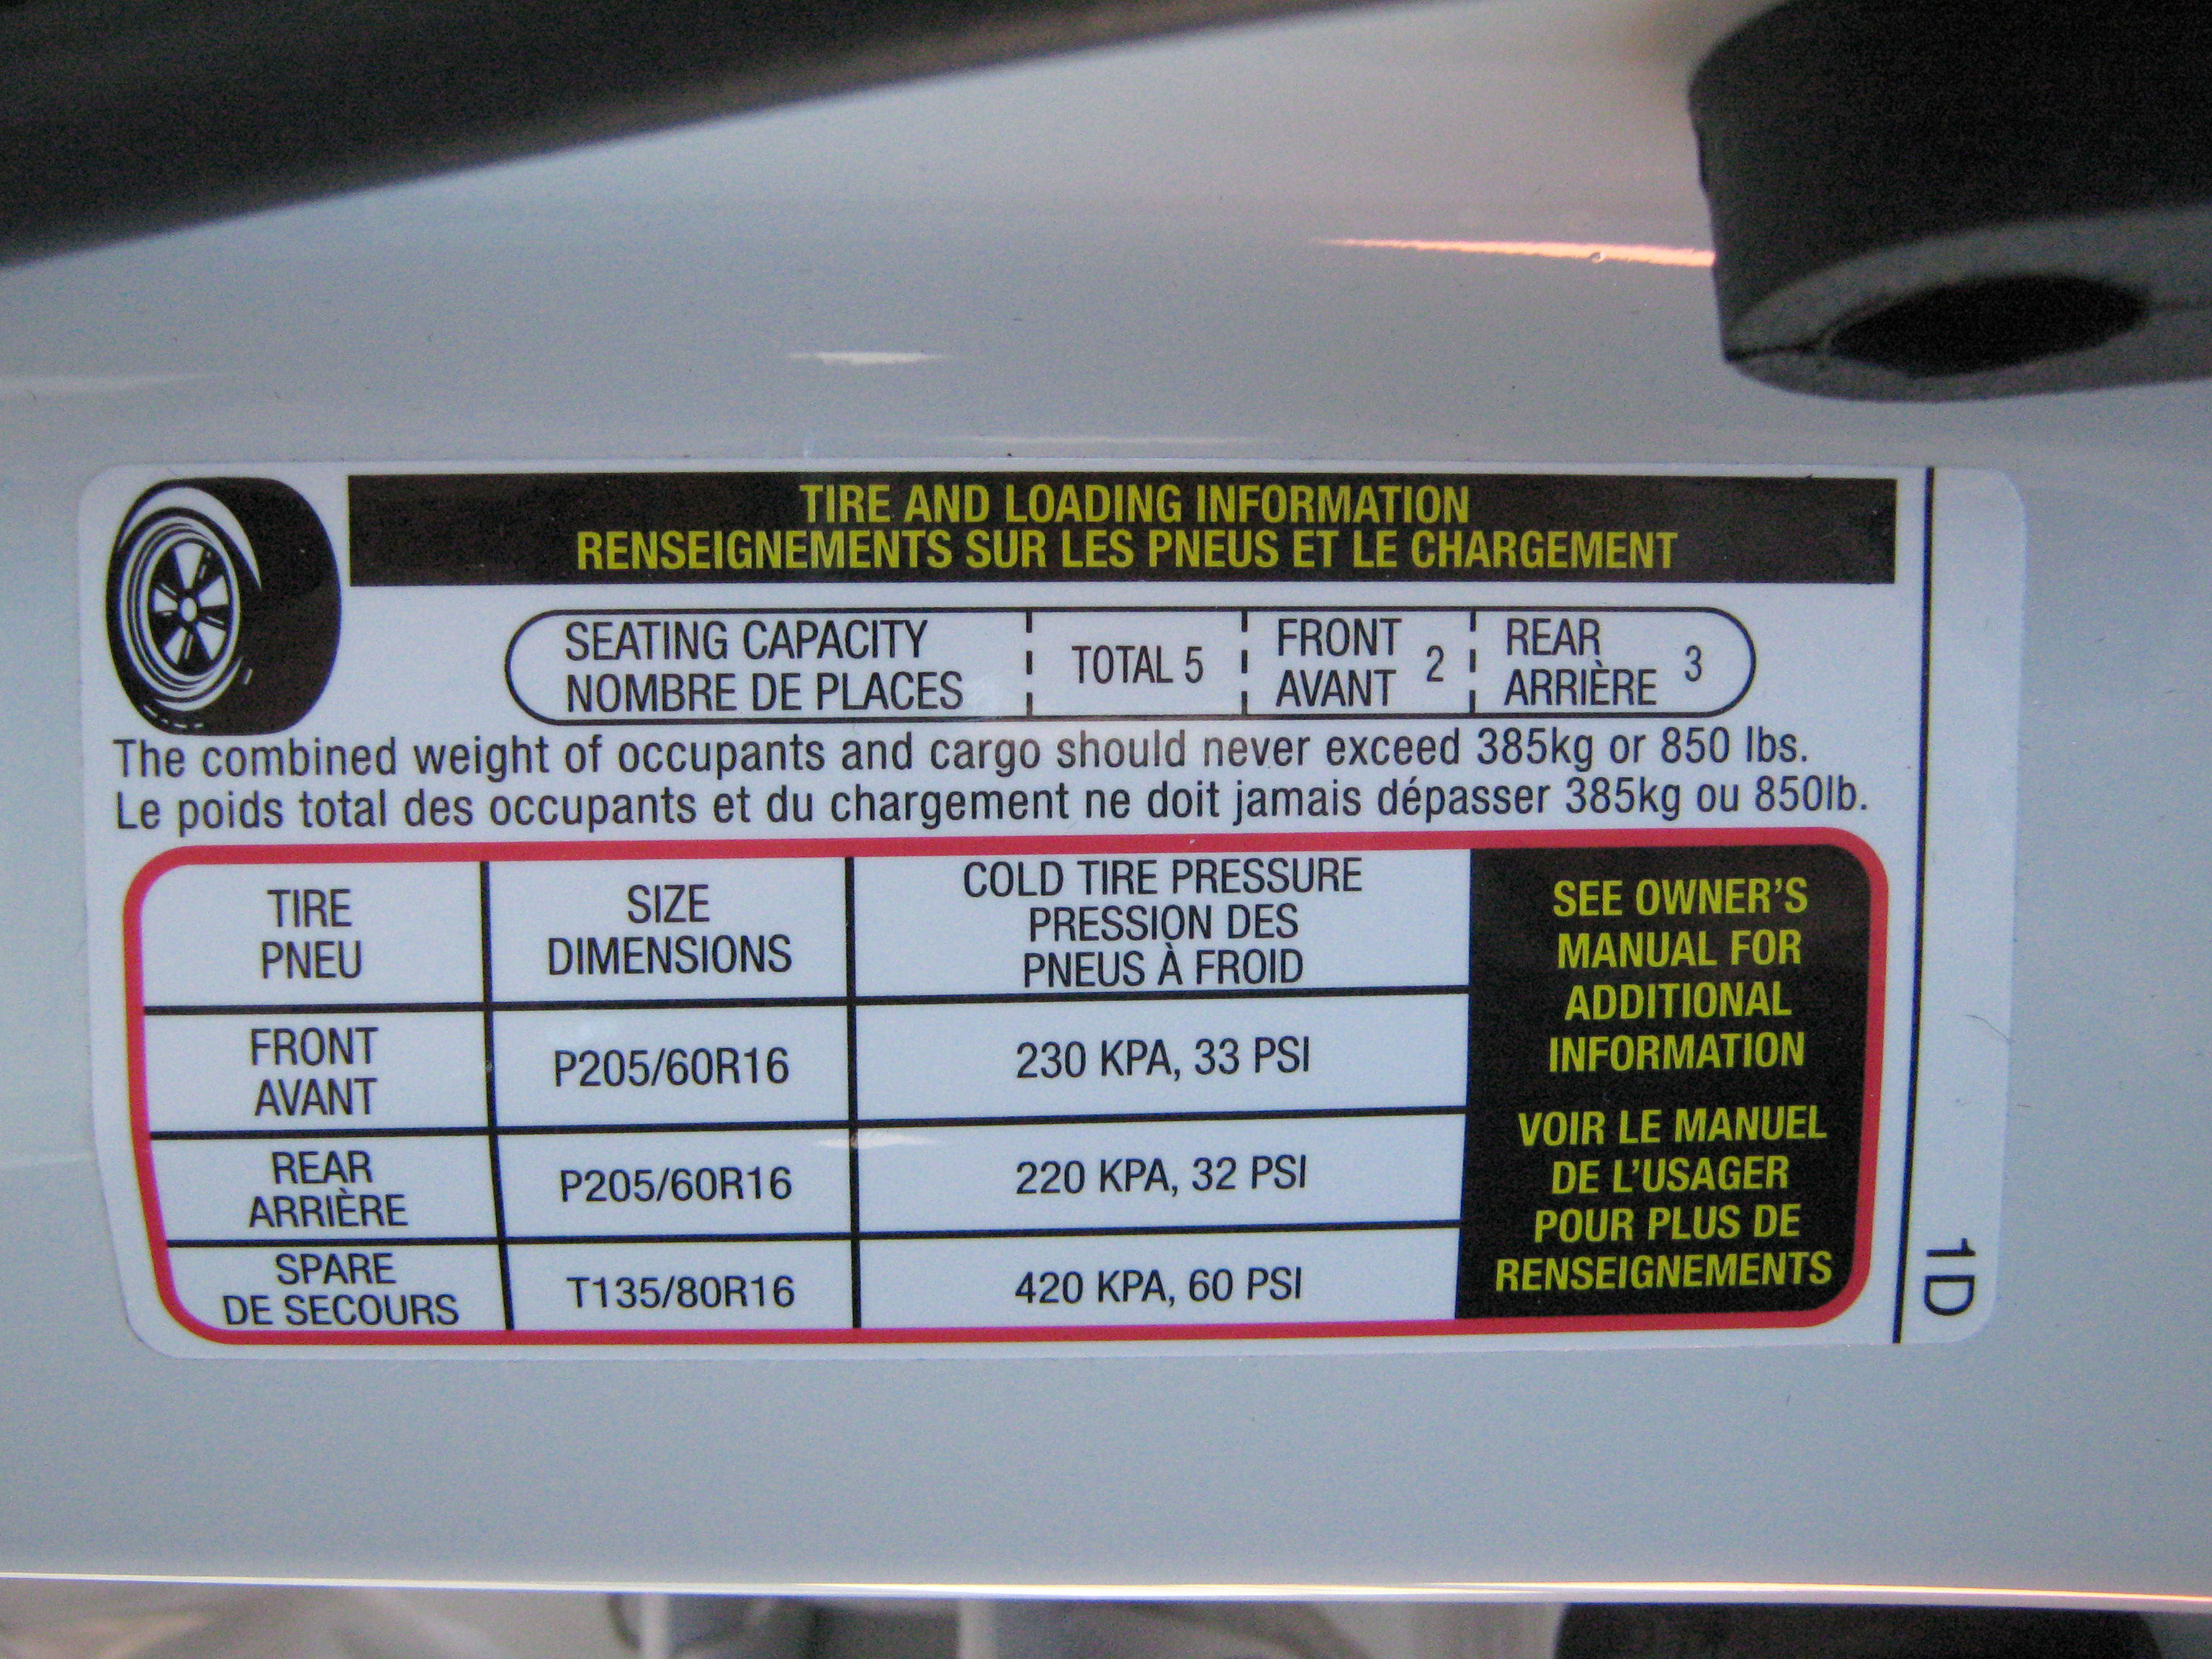 TIRE AND LOADING INFORMATION
RENSEIGNEMENTS SUR LES PNEUS ET LE CHARGEMENT
SEATING CAPACITY
NOMBRE DE PLACES
TOTAL 5
FRONT
AVANT
2
REAR
ARRIÈRE
3
The combined weight of occupants and cargo should never exceed 385kg or 850 lbs.
Le poids total des occupants et du chargement ne doit jamais dépasser 385kg ou 850lb.
TIRE
PNEU
SIZE
DIMENSIONS
COLD TIRE PRESSURE
PRESSION DES
PNEUS À FROID
FRONT
AVANT
P205/60R16
230 KPA, 33 PSI
REAR
ARRIÈRE
P205/60R16
220 KPA, 32 PSI
SPARE
DE SECOURS
T135/80R16
420 KPA, 60 PSI
SEE OWNER'S
MANUAL FOR
ADDITIONAL
INFORMATION
VOIR LE MANUEL
DE L'USAGER
POUR PLUS DE
RENSEIGNEMENTS
1D